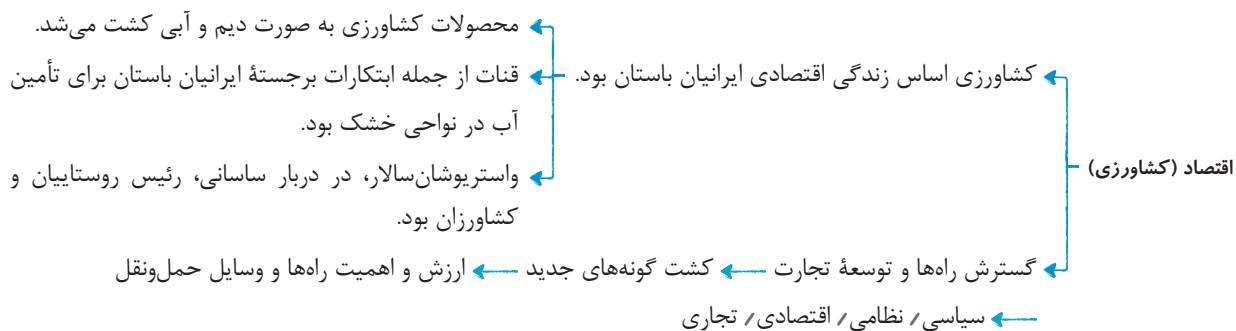 اقتصاد (کشاورزی)
کشاورزی اساس زندگی اقتصادی ایرانیان باستان بود.
محصولات کشاورزی به صورت دیم و آبی کشت می‌شد.
قنات از جمله ابتکارات برجستهٔ ایرانیان باستان برای تأمین
آب در نواحی خشک بود.
واستریوشان‌سالار، در دربار ساسانی، رئیس روستاییان و
کشاورزان بود.
گسترش راه‌ها و توسعهٔ تجارت ← کشت گونه‌های جدید ← ارزش و اهمیت راه‌ها و وسایل حمل‌ونقل
← سیاسی/ نظامی/ اقتصادی/ تجاری